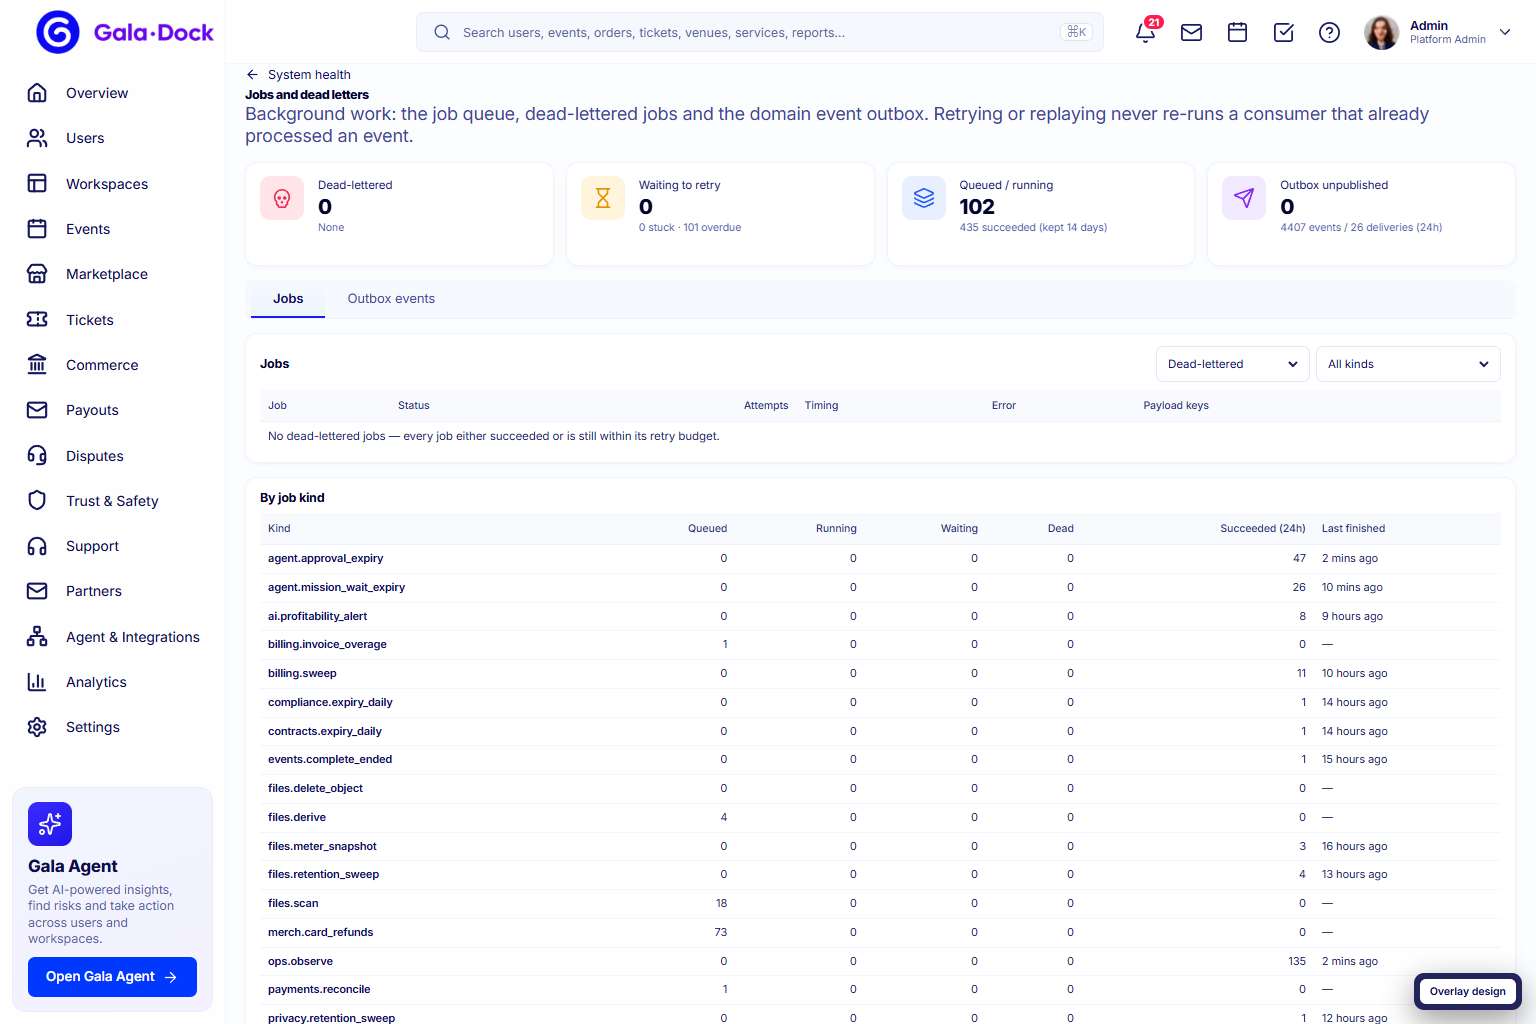 Gala·Dock
Search users, events, orders, tickets, venues, services, reports...
⌘K
21
Admin
Platform Admin
Overview
Users
Workspaces
Events
Marketplace
Tickets
Commerce
Payouts
Disputes
Trust & Safety
Support
Partners
Agent & Integrations
Analytics
Settings
Gala Agent
Get AI-powered insights,
find risks and take action
across users and
workspaces.
Open Gala Agent →
← System health
Jobs and dead letters
Background work: the job queue, dead-lettered jobs and the domain event outbox. Retrying or replaying never re-runs a consumer that already
processed an event.
Dead-lettered
0
None
Waiting to retry
0
0 stuck · 101 overdue
Queued / running
102
435 succeeded (kept 14 days)
Outbox unpublished
0
4407 events / 26 deliveries (24h)
Jobs Outbox events
Jobs Dead-lettered All kinds
Job Status Attempts Timing Error Payload keys
No dead-lettered jobs — every job either succeeded or is still within its retry budget.
By job kind
Kind Queued Running Waiting Dead Succeeded (24h) Last finished
agent.approval_expiry 0 0 0 0 47 2 mins ago
agent.mission_wait_expiry 0 0 0 0 26 10 mins ago
ai.profitability_alert 0 0 0 0 8 9 hours ago
billing.invoice_overage 1 0 0 0 0 —
billing.sweep 0 0 0 0 11 10 hours ago
compliance.expiry_daily 0 0 0 0 1 14 hours ago
contracts.expiry_daily 0 0 0 0 1 14 hours ago
events.complete_ended 0 0 0 0 1 15 hours ago
files.delete_object 0 0 0 0 0 —
files.derive 4 0 0 0 0 —
files.meter_snapshot 0 0 0 0 3 16 hours ago
files.retention_sweep 0 0 0 0 4 13 hours ago
files.scan 18 0 0 0 0 —
merch.card_refunds 73 0 0 0 0 —
ops.observe 0 0 0 0 135 2 mins ago
payments.reconcile 1 0 0 0 0 —
privacy.retention_sweep 0 0 0 0 1 12 hours ago
Overlay design